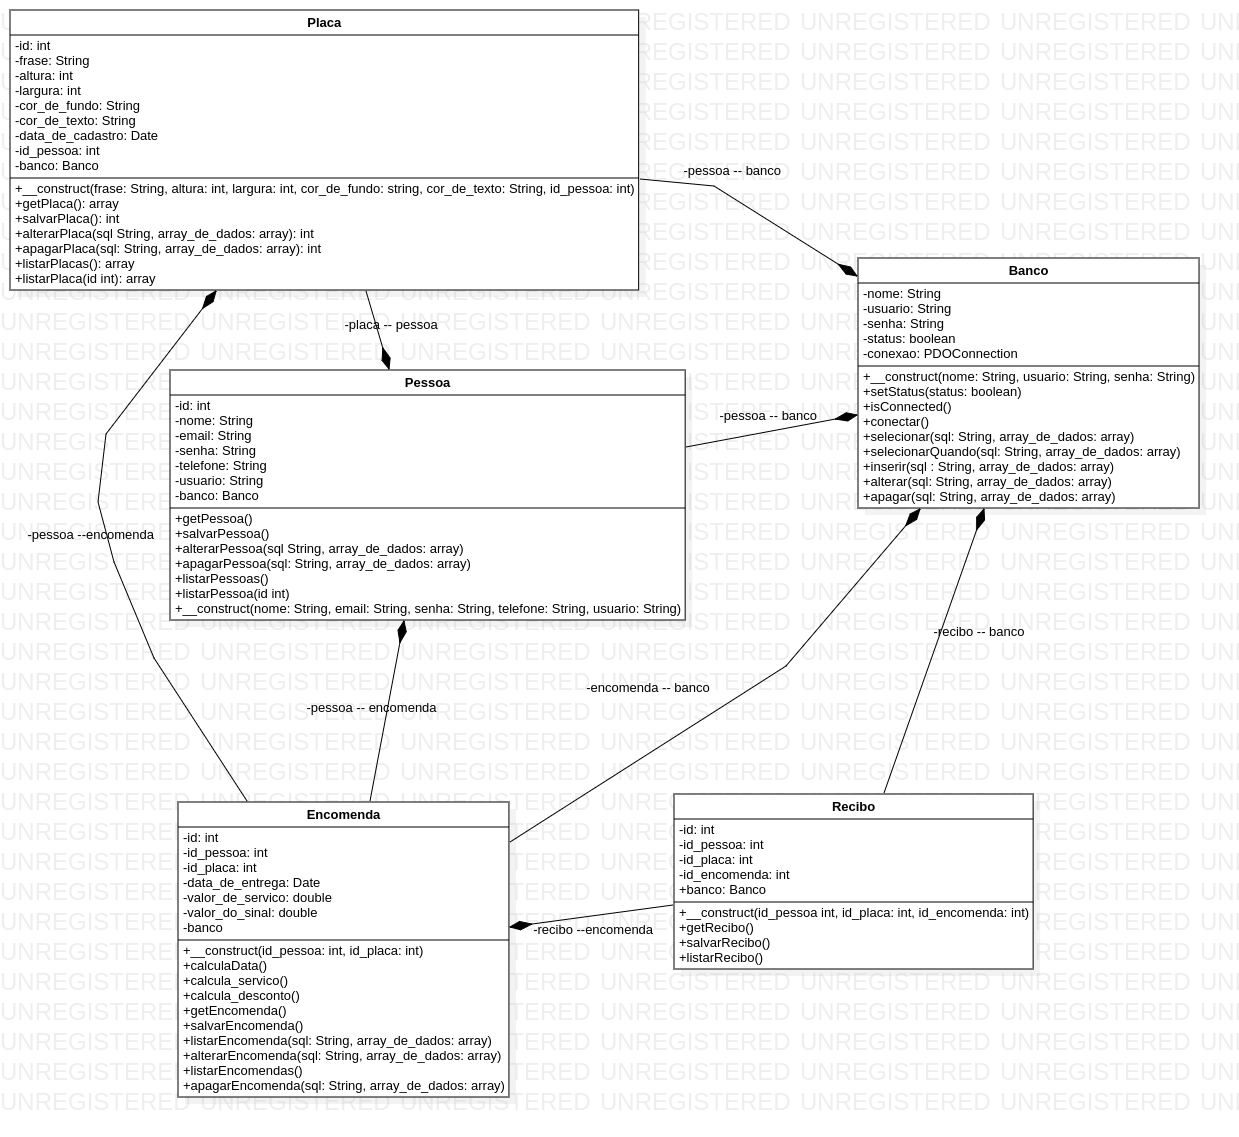 Placa
-id: int
-frase: String
-altura: int
-largura: int
-cor_de_fundo: String
-cor_de_texto: String
-data_de_cadastro: Date
-id_pessoa: int
-banco: Banco
+__construct(frase: String, altura: int, largura: int, cor_de_fundo: string, cor_de_texto: String, id_pessoa: int)
+getPlaca(): array
+salvarPlaca(): int
+alterarPlaca(sql String, array_de_dados: array): int
+apagarPlaca(sql: String, array_de_dados: array): int
+listarPlacas(): array
+listarPlaca(id int): array
-pessoa -- banco
Banco
-nome: String
-usuario: String
-senha: String
-status: boolean
-conexao: PDOConnection
+__construct(nome: String, usuario: String, senha: String)
+setStatus(status: boolean)
+isConnected()
+conectar()
+selecionar(sql: String, array_de_dados: array)
+selecionarQuando(sql: String, array_de_dados: array)
+inserir(sql : String, array_de_dados: array)
+alterar(sql: String, array_de_dados: array)
+apagar(sql: String, array_de_dados: array)
-placa -- pessoa
Pessoa
-id: int
-nome: String
-email: String
-senha: String
-telefone: String
-usuario: String
-banco: Banco
+getPessoa()
+salvarPessoa()
+alterarPessoa(sql String, array_de_dados: array)
+apagarPessoa(sql: String, array_de_dados: array)
+listarPessoas()
+listarPessoa(id int)
+__construct(nome: String, email: String, senha: String, telefone: String, usuario: String)
-pessoa -- banco
-pessoa --encomenda
-recibo -- banco
-encomenda -- banco
-pessoa -- encomenda
Encomenda
-id: int
-id_pessoa: int
-id_placa: int
-data_de_entrega: Date
-valor_de_servico: double
-valor_do_sinal: double
-banco
+__construct(id_pessoa: int, id_placa: int)
+calculaData()
+calcula_servico()
+calcula_desconto()
+getEncomenda()
+salvarEncomenda()
+listarEncomenda(sql: String, array_de_dados: array)
+alterarEncomenda(sql: String, array_de_dados: array)
+listarEncomendas()
+apagarEncomenda(sql: String, array_de_dados: array)
-recibo --encomenda
Recibo
-id: int
-id_pessoa: int
-id_placa: int
-id_encomenda: int
+banco: Banco
+__construct(id_pessoa int, id_placa: int, id_encomenda: int)
+getRecibo()
+salvarRecibo()
+listarRecibo()
UNREGISTERED